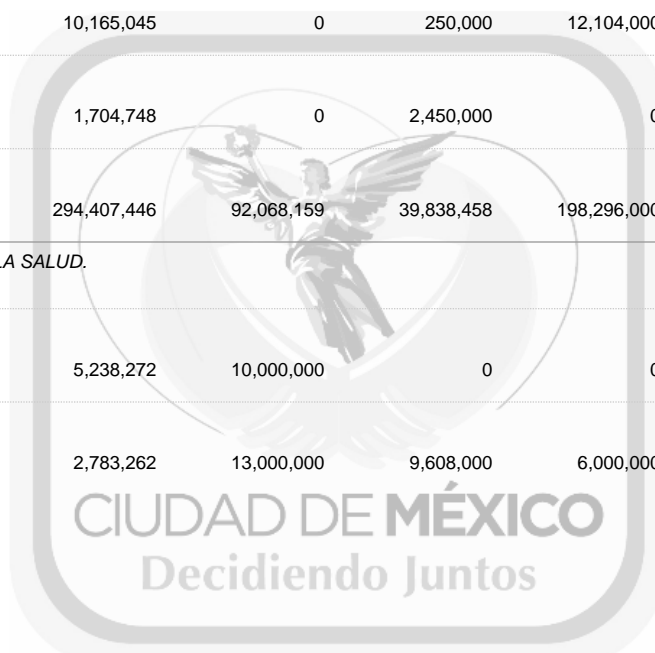 10,165,045 0 250,000 12,104,000
1,704,748 0 2,450,000 0
294,407,446 92,068,159 39,838,458 198,296,000
LA SALUD.
5,238,272 10,000,000 0 0
2,783,262 13,000,000 9,608,000 6,000,000
CIUDAD DE MÉXICO
Decidiendo Juntos